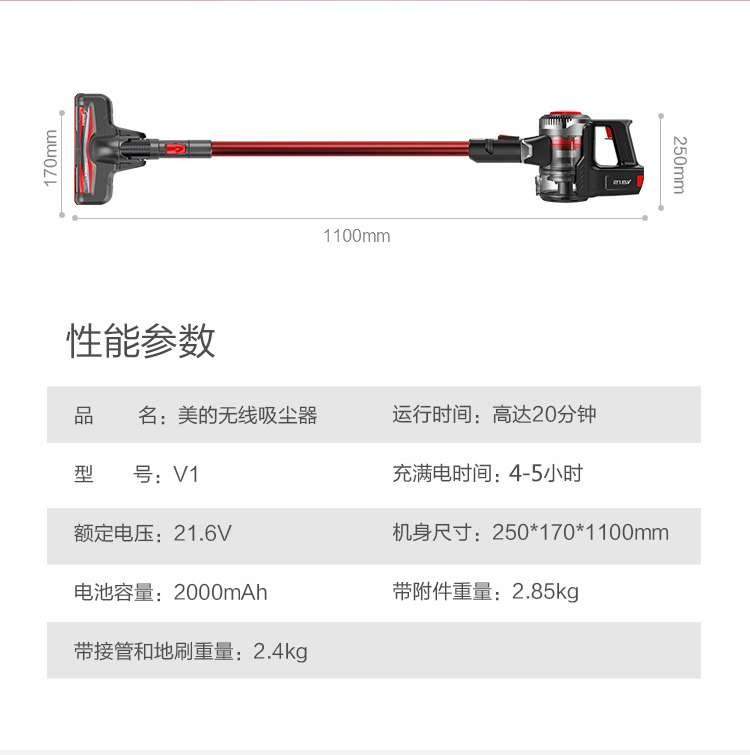 170mm
21.6V
250mm
1100mm
性能参数
品 名：美的无线吸尘器 运行时间：高达20分钟
型 号：V1 充满电时间：4-5小时
额定电压：21.6V 机身尺寸：250*170*1100mm
电池容量：2000mAh 带附件重量：2.85kg
带接管和地刷重量：2.4kg